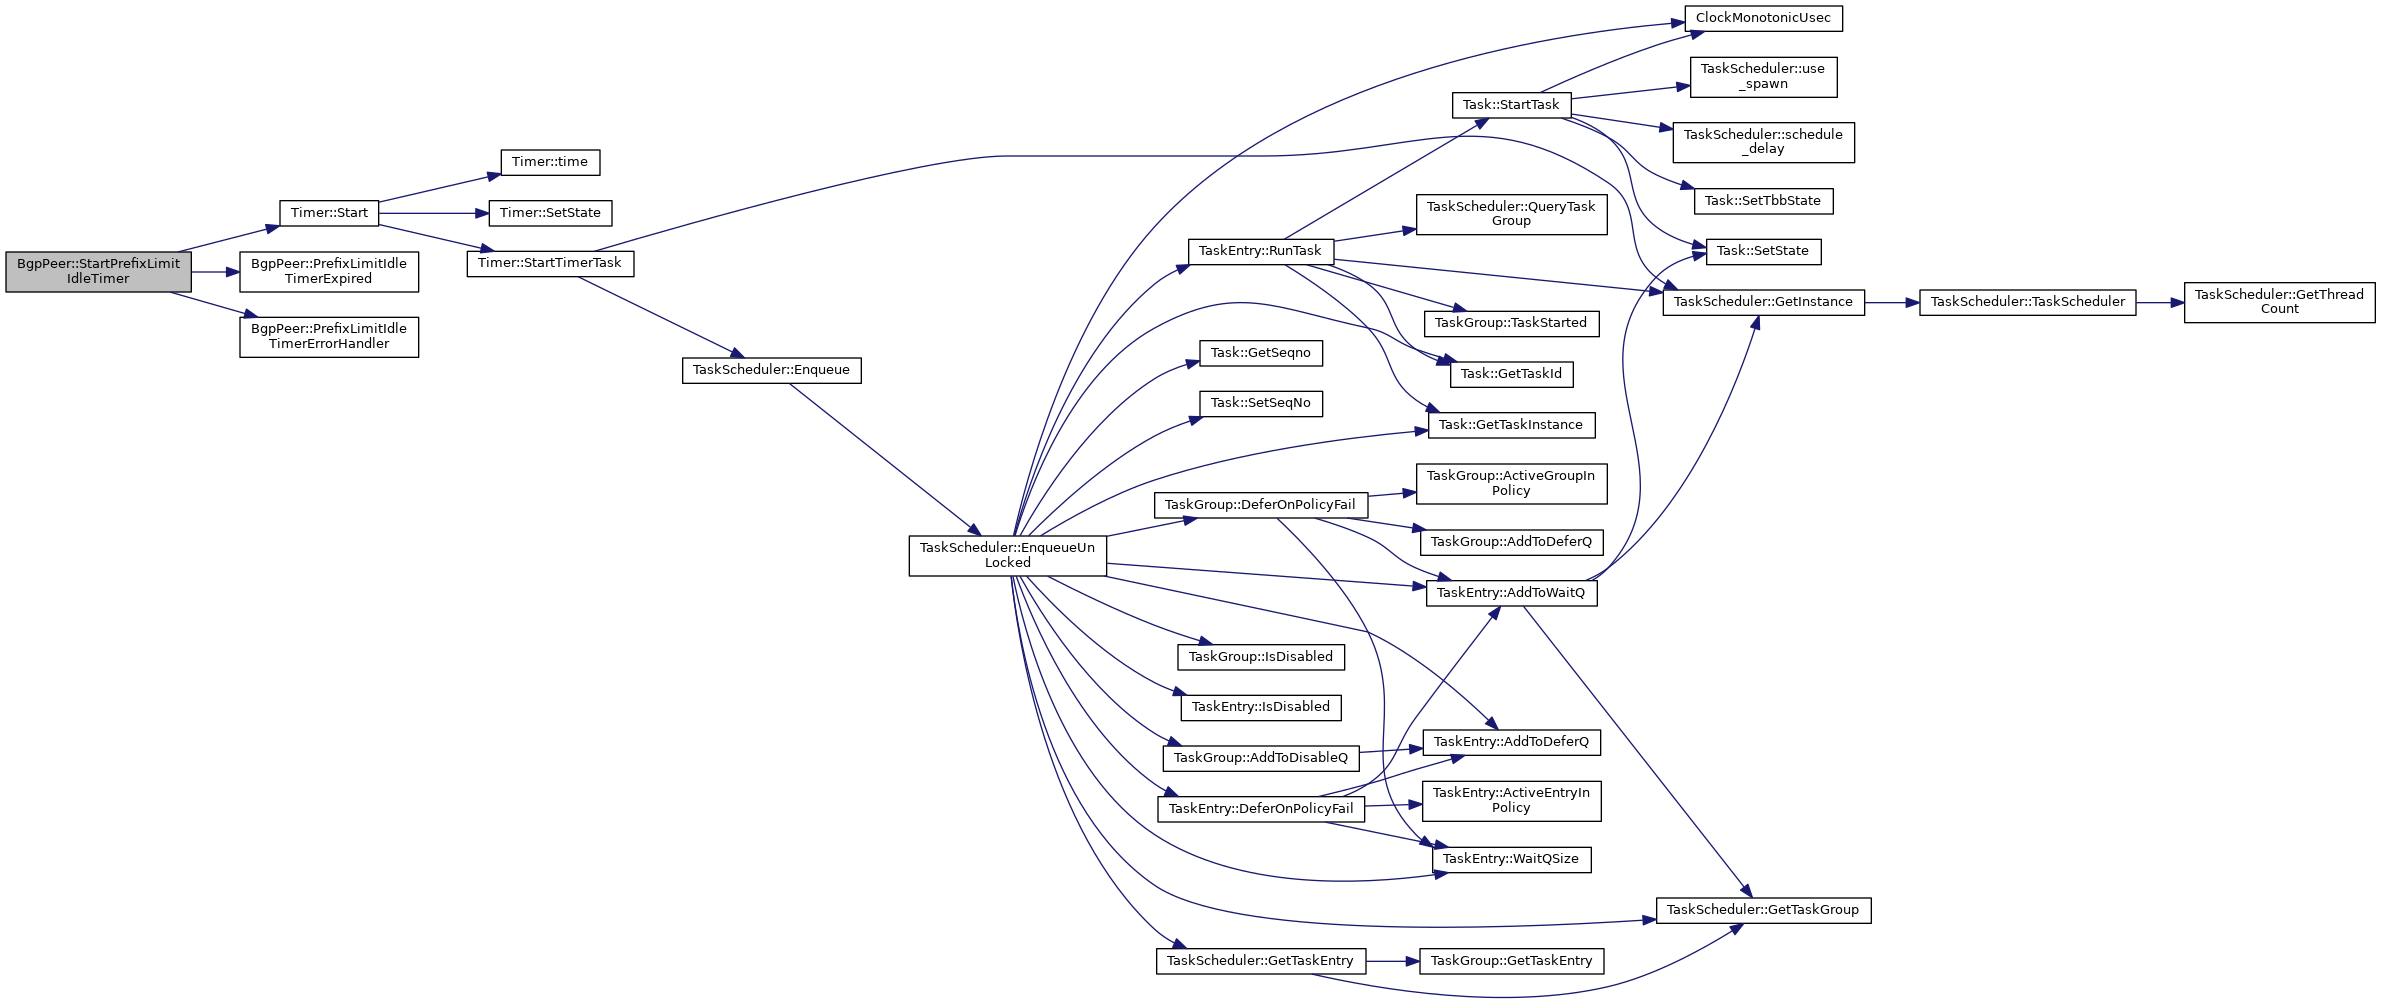 BgpPeer::StartPrefixLimit
IdleTimer
Timer::Start
BgpPeer::PrefixLimitIdle
TimerExpired
BgpPeer::PrefixLimitIdle
TimerErrorHandler
Timer::time
Timer::SetState
Timer::StartTimerTask
TaskScheduler::Enqueue
TaskScheduler::EnqueueUn
Locked
TaskEntry::RunTask
Task::GetSeqno
Task::SetSeqNo
TaskGroup::DeferOnPolicyFail
TaskGroup::IsDisabled
TaskEntry::IsDisabled
TaskGroup::AddToDisableQ
TaskEntry::DeferOnPolicyFail
TaskScheduler::GetTaskEntry
Task::StartTask
TaskScheduler::QueryTask
Group
TaskGroup::TaskStarted
Task::GetTaskId
Task::GetTaskInstance
TaskGroup::ActiveGroupIn
Policy
TaskGroup::AddToDeferQ
TaskEntry::AddToWaitQ
TaskEntry::AddToDeferQ
TaskEntry::ActiveEntryIn
Policy
TaskEntry::WaitQSize
TaskGroup::GetTaskEntry
ClockMonotonicUsec
TaskScheduler::use
_spawn
TaskScheduler::schedule
_delay
Task::SetTbbState
Task::SetState
TaskScheduler::GetInstance
TaskScheduler::GetTaskGroup
TaskScheduler::TaskScheduler
TaskScheduler::GetThread
Count